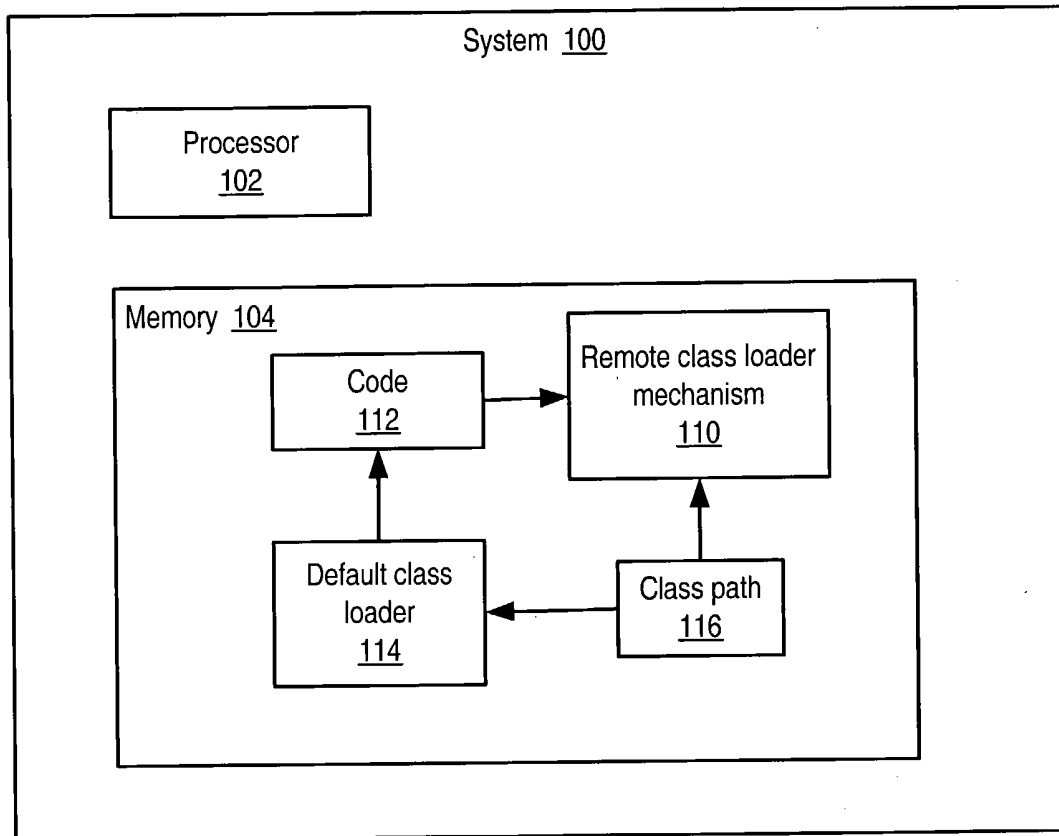 System 100
Processor
102
Memory 104
Code
112
Remote class loader
mechanism
110
Default class
loader
114
Class path
116